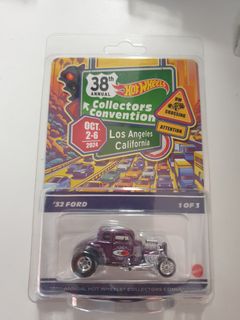 38th
ANNUAL
Hot Wheels
Collectors
Convention
OCT.
2-6
2024
Los Angeles
California
HW
CROSSING
ATTENTION
'32 FORD
1 OF 3
ANNUAL HOT WHEELS COLLECTORS